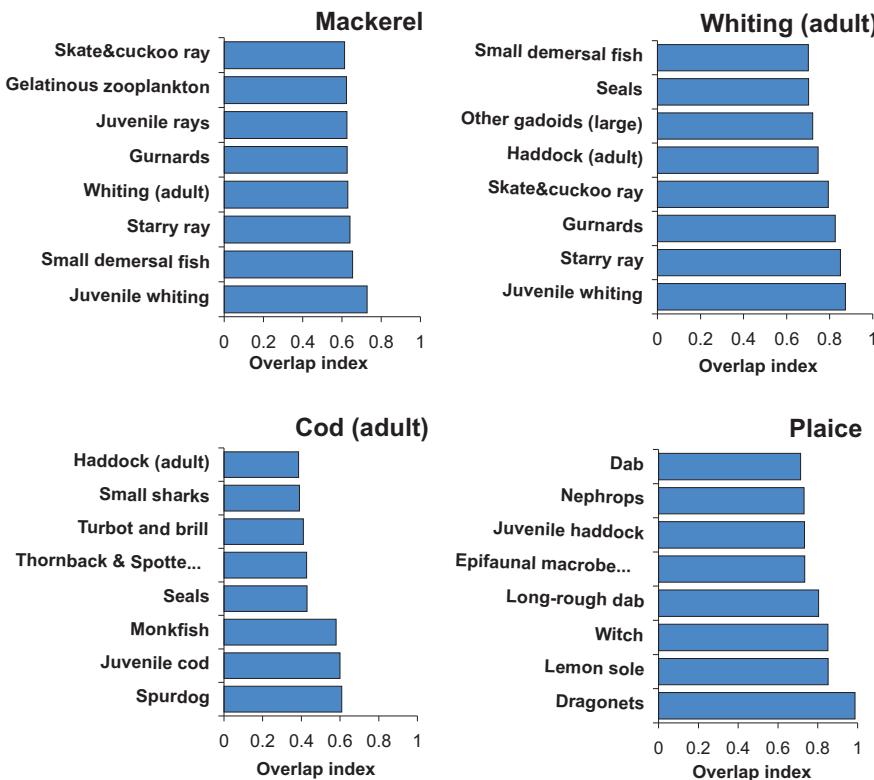 Mackerel
Skate&cuckoo ray
Gelatinous zooplankton
Juvenile rays
Gurnards
Whiting (adult)
Starry ray
Small demersal fish
Juvenile whiting
0 0.2 0.4 0.6 0.8 1
Overlap index
Whiting (adult)
Small demersal fish
Seals
Other gadoids (large)
Haddock (adult)
Skate&cuckoo ray
Gurnards
Starry ray
Juvenile whiting
0 0.2 0.4 0.6 0.8 1
Overlap index
Cod (adult)
Haddock (adult)
Small sharks
Turbot and brill
Thornback & Spotte...
Seals
Monkfish
Juvenile cod
Spurdog
0 0.2 0.4 0.6 0.8 1
Overlap index
Plaice
Dab
Nephrops
Juvenile haddock
Epifaunal macrobe...
Long-rough dab
Witch
Lemon sole
Dragonets
0 0.2 0.4 0.6 0.8 1
Overlap index